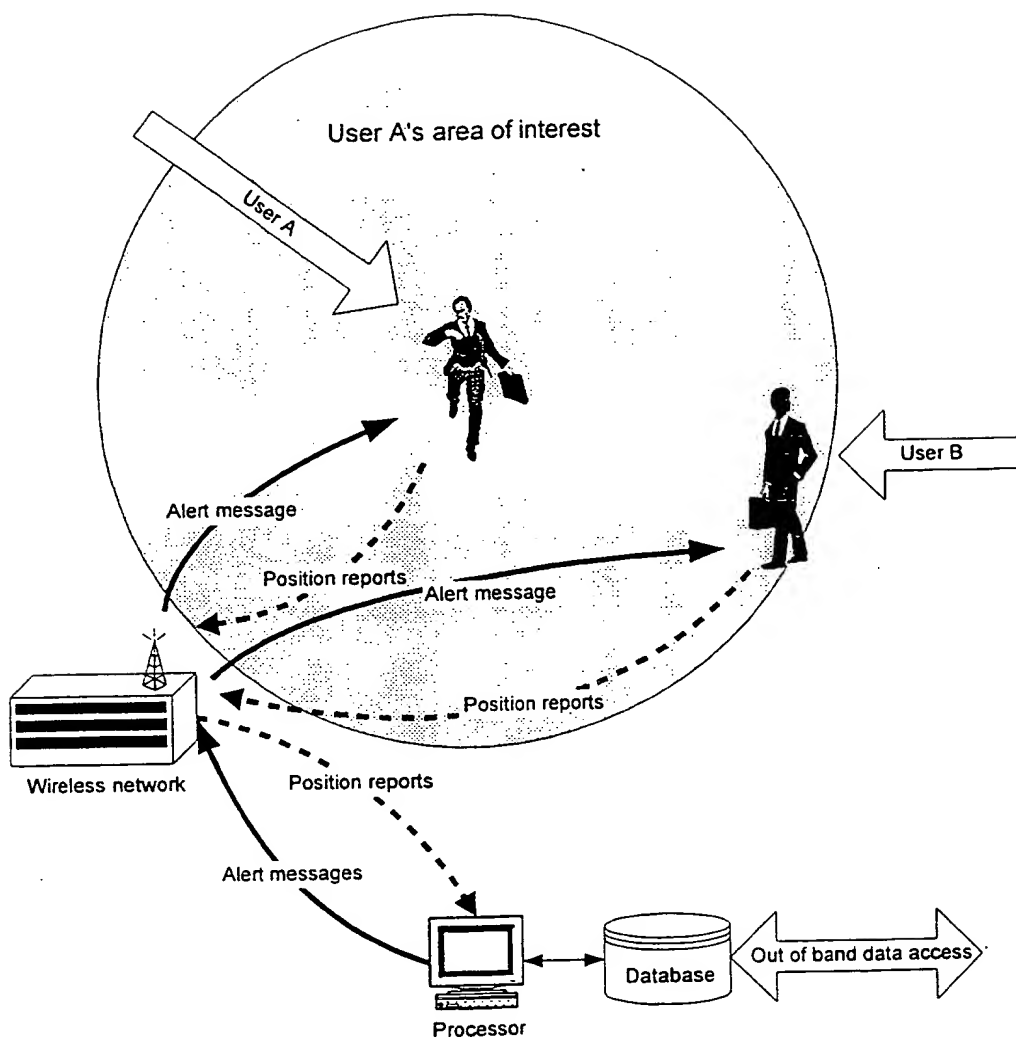 User A's area of interest
User A
User B
Alert message
Position reports
Alert message
Position reports
Wireless network
Position reports
Alert messages
Out of band data access
Database
Processor